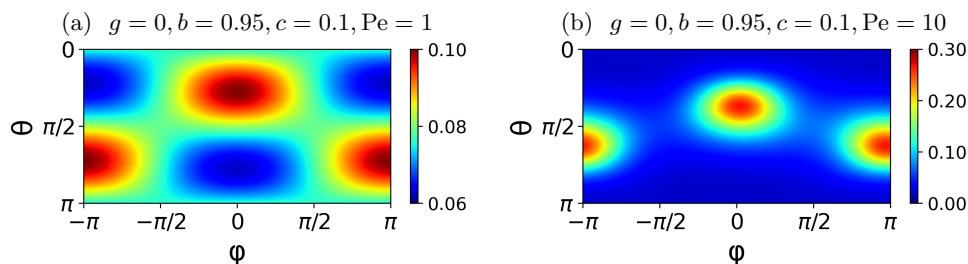 (a) g = 0, b = 0.95, c = 0.1, Pe = 1
0
π/2
π
θ
−π
−π/2
0
π/2
π
φ
0.10
0.08
0.06
(b) g = 0, b = 0.95, c = 0.1, Pe = 10
0
π/2
π
θ
−π
−π/2
0
π/2
π
φ
0.30
0.20
0.10
0.00